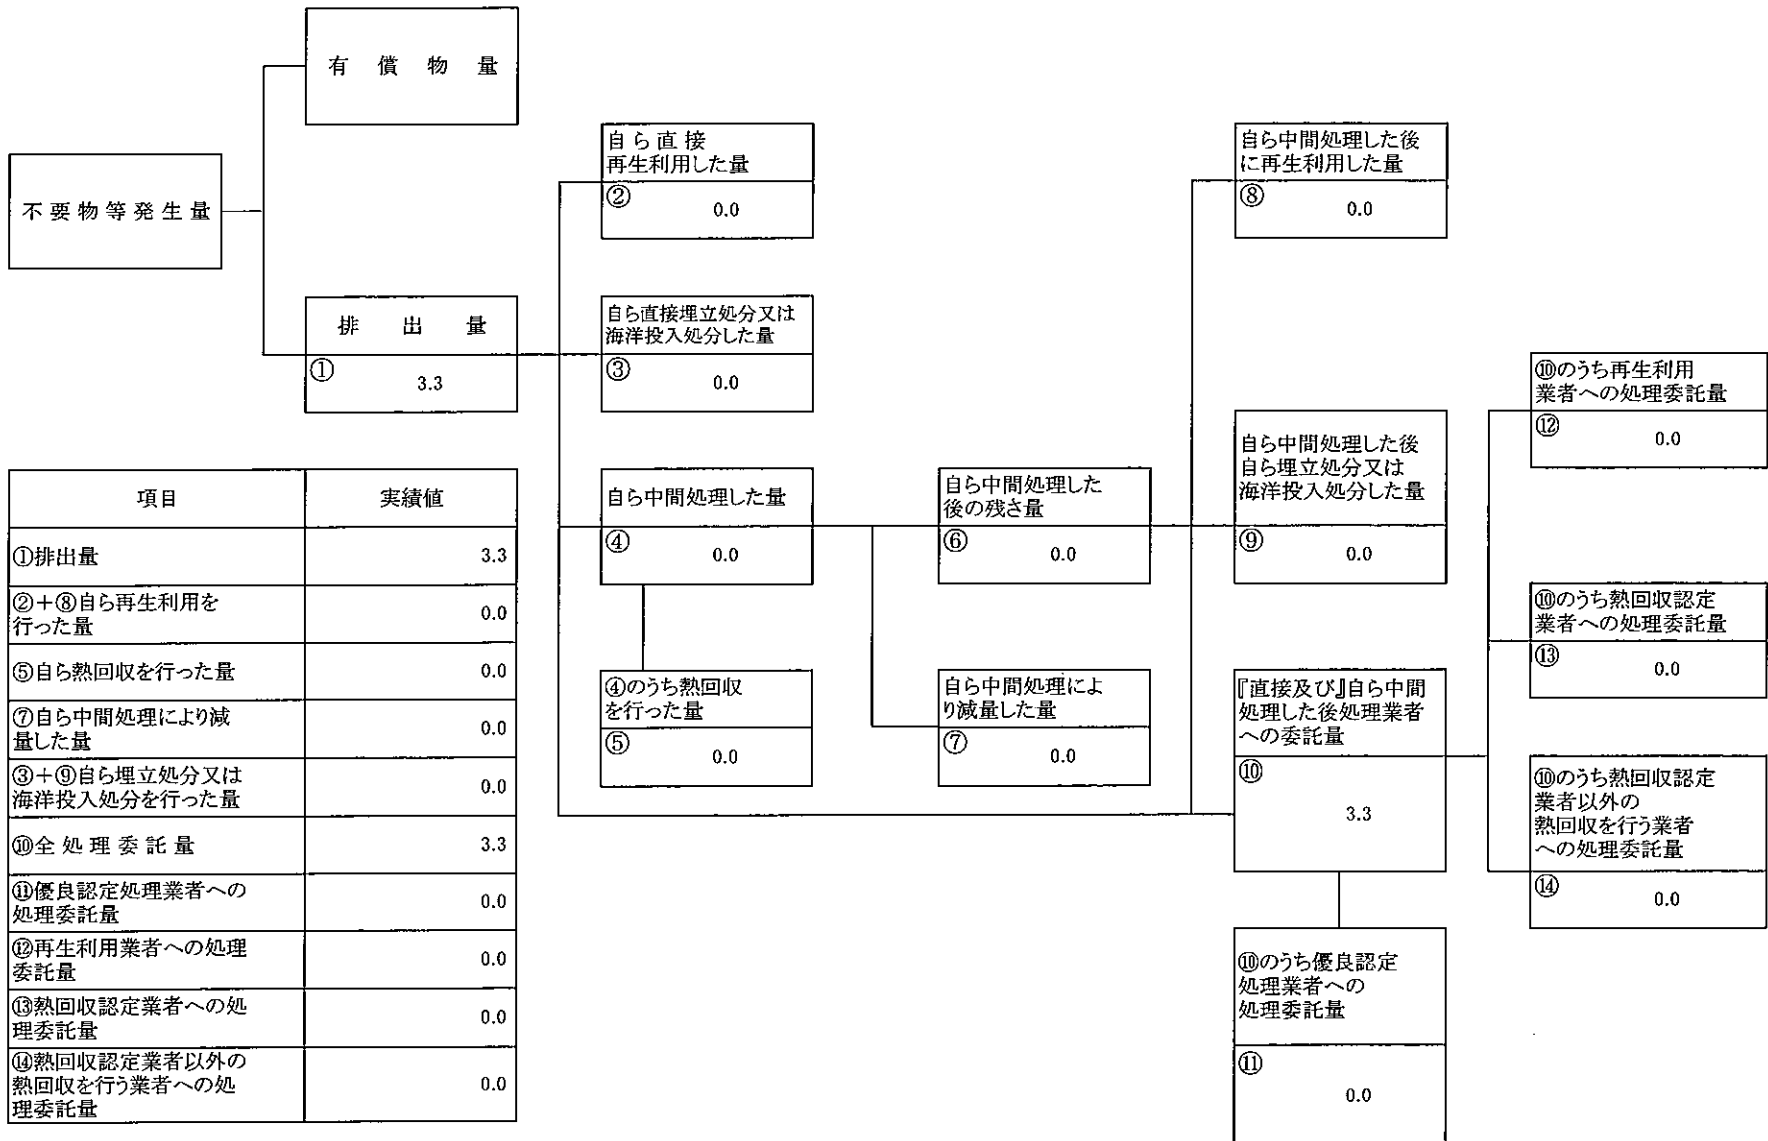 有償物量
不要物等発生量
排出量
①
3.3
自ら直接
再生利用した量
②
0.0
自ら直接埋立処分又は
海洋投入処分した量
③
0.0
自ら中間処理した量
④
0.0
④のうち熱回収
を行った量
⑤
0.0
自ら中間処理した
後の残さ量
⑥
0.0
自ら中間処理によ
り減量した量
⑦
0.0
自ら中間処理した後
に再生利用した量
⑧
0.0
自ら中間処理した後
自ら埋立処分又は
海洋投入処分した量
⑨
0.0
『直接及び』自ら中間
処理した後処理業者
への委託量
⑩
3.3
⑩のうち優良認定
処理業者への
処理委託量
⑪
0.0
⑩のうち再生利用
業者への処理委託量
⑫
0.0
⑩のうち熱回収認定
業者への処理委託量
⑬
0.0
⑩のうち熱回収認定
業者以外の
熱回収を行う業者
への処理委託量
⑭
0.0
項目 実績値
①排出量 3.3
②+⑧自ら再生利用を
行った量 0.0
⑤自ら熱回収を行った量 0.0
⑦自ら中間処理により減
量した量 0.0
③+⑨自ら埋立処分又は
海洋投入処分を行った量 0.0
⑩全処理委託量 3.3
⑪優良認定処理業者への
処理委託量 0.0
⑫再生利用業者への処理
委託量 0.0
⑬熱回収認定業者への処
理委託量 0.0
⑭熱回収認定業者以外の
熱回収を行う業者への処
理委託量 0.0